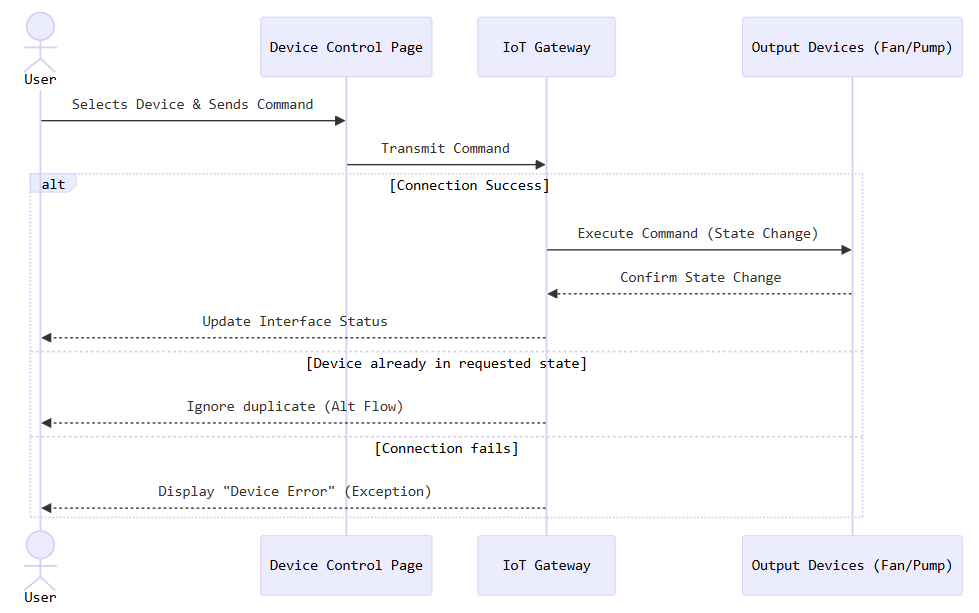 User
Device Control Page
IoT Gateway
Output Devices (Fan/Pump)
Selects Device & Sends Command
Transmit Command
alt
[Connection Success]
Execute Command (State Change)
Confirm State Change
Update Interface Status
[Device already in requested state]
Ignore duplicate (Alt Flow)
[Connection fails]
Display "Device Error" (Exception)
User
Device Control Page
IoT Gateway
Output Devices (Fan/Pump)